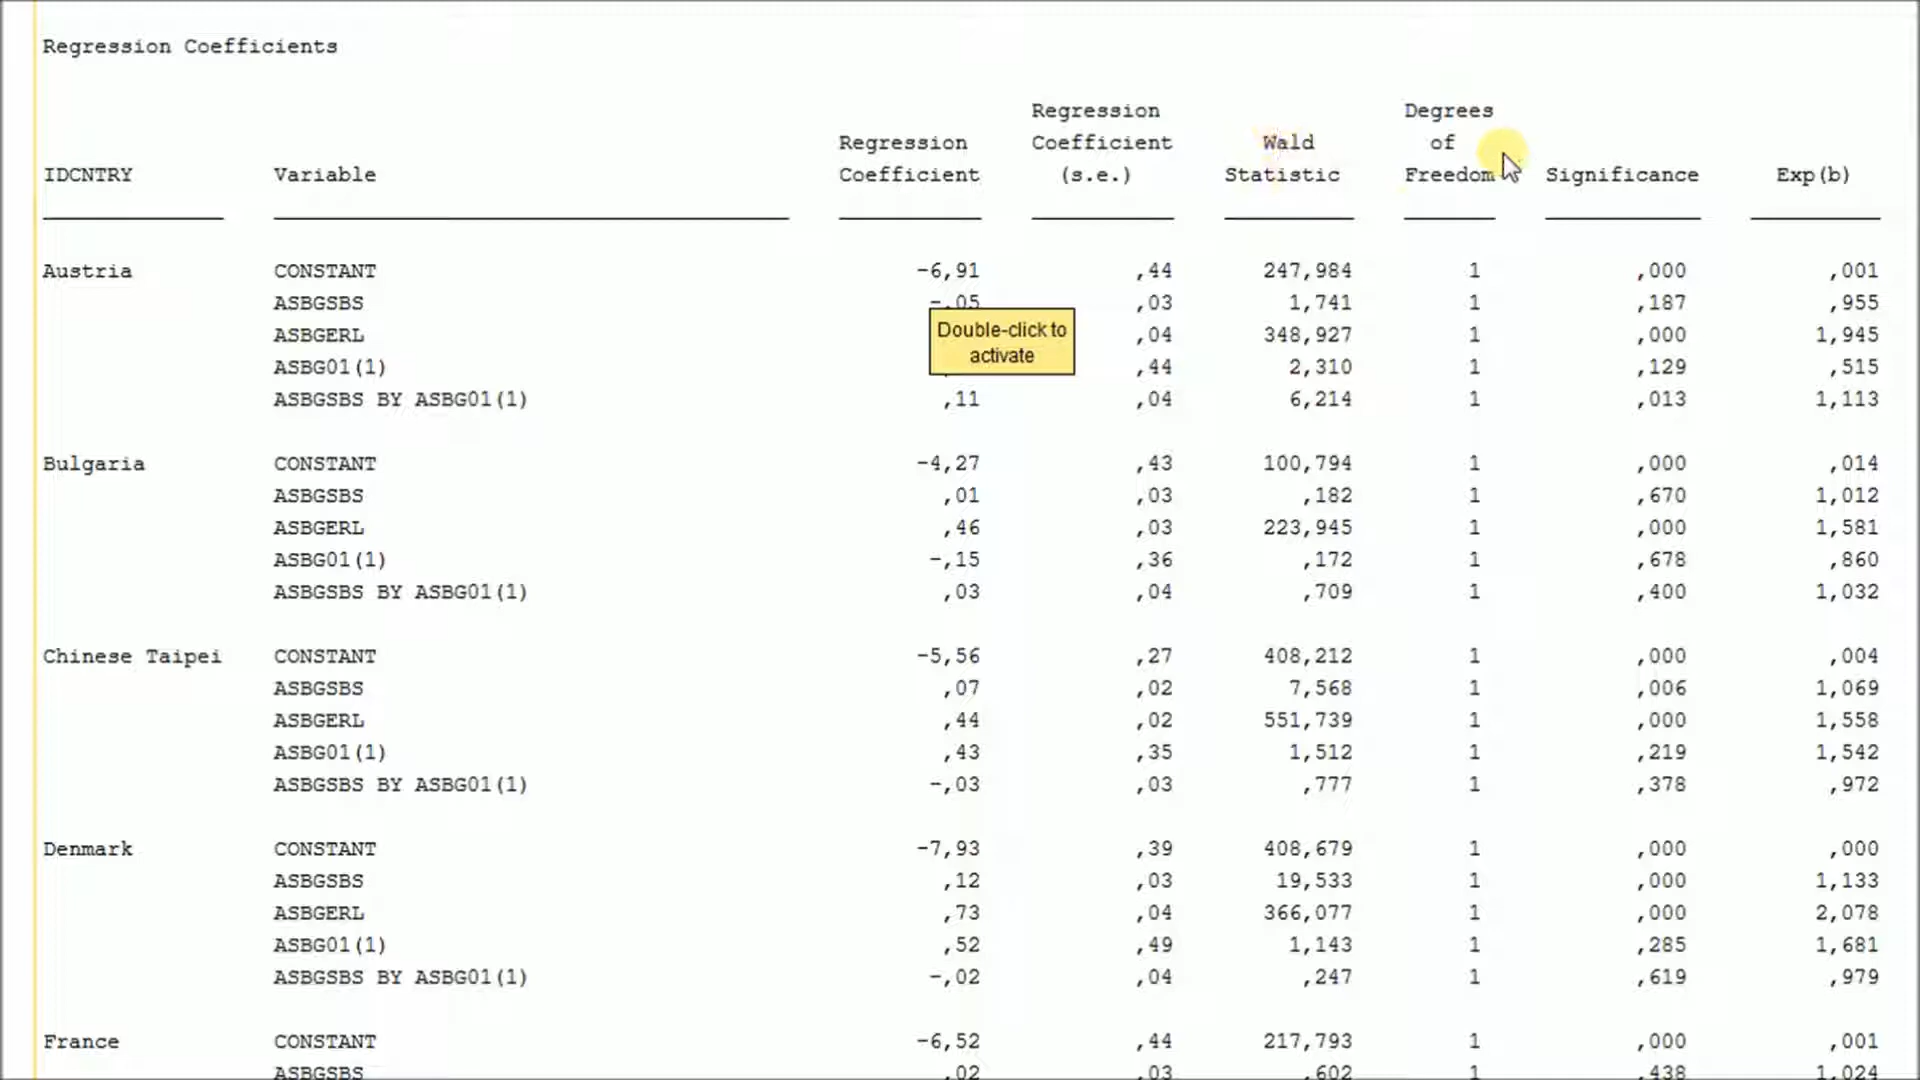 Regression Coefficients
Regression Degrees
Regression Coefficient Wald of
IDCNTRY Variable Coefficient (s.e.) Statistic Freedom Significance Exp(b)
Austria CONSTANT -6,91 ,44 247,984 1 ,000 ,001
ASBGSBS -,05 ,03 1,741 1 ,187 ,955
ASBGERL ,04 348,927 1 ,000 1,945
Double-click to
activate
ASBG01(1) ,44 2,310 1 ,129 ,515
ASBGSBS BY ASBG01(1) ,11 ,04 6,214 1 ,013 1,113
Bulgaria CONSTANT -4,27 ,43 100,794 1 ,000 ,014
ASBGSBS ,01 ,03 ,182 1 ,670 1,012
ASBGERL ,46 ,03 223,945 1 ,000 1,581
ASBG01(1) -,15 ,36 ,172 1 ,678 ,860
ASBGSBS BY ASBG01(1) ,03 ,04 ,709 1 ,400 1,032
Chinese Taipei CONSTANT -5,56 ,27 408,212 1 ,000 ,004
ASBGSBS ,07 ,02 7,568 1 ,006 1,069
ASBGERL ,44 ,02 551,739 1 ,000 1,558
ASBG01(1) ,43 ,35 1,512 1 ,219 1,542
ASBGSBS BY ASBG01(1) -,03 ,03 ,777 1 ,378 ,972
Denmark CONSTANT -7,93 ,39 408,679 1 ,000 ,000
ASBGSBS ,12 ,03 19,533 1 ,000 1,133
ASBGERL ,73 ,04 366,077 1 ,000 2,078
ASBG01(1) ,52 ,49 1,143 1 ,285 1,681
ASBGSBS BY ASBG01(1) -,02 ,04 ,247 1 ,619 ,979
France CONSTANT -6,52 ,44 217,793 1 ,000 ,001
ASBGSBS ,02 ,03 ,602 1 ,438 1,024